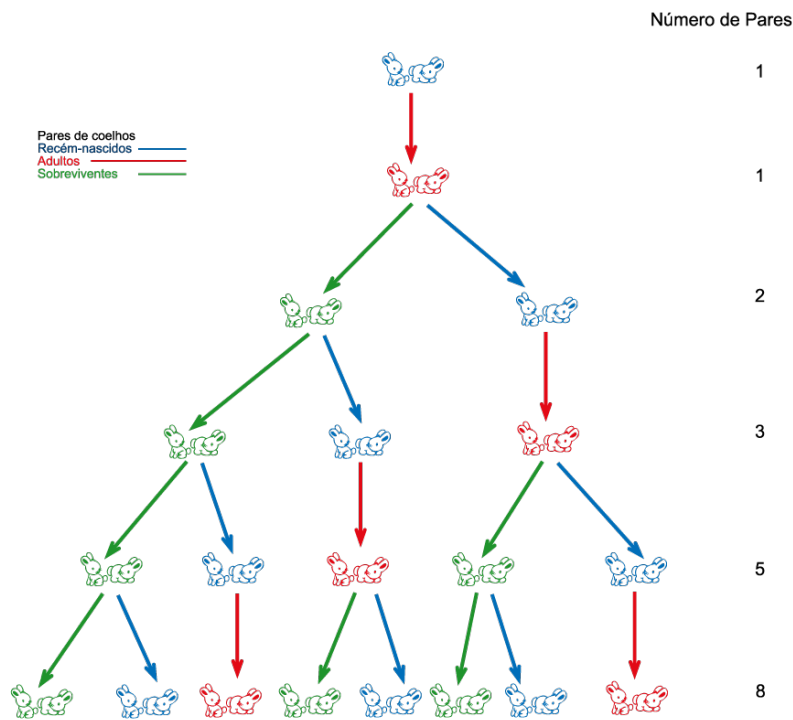 Número de Pares
1
Pares de coelhos
Recém-nascidos
Adultos
Sobreviventes
1
2
3
5
8